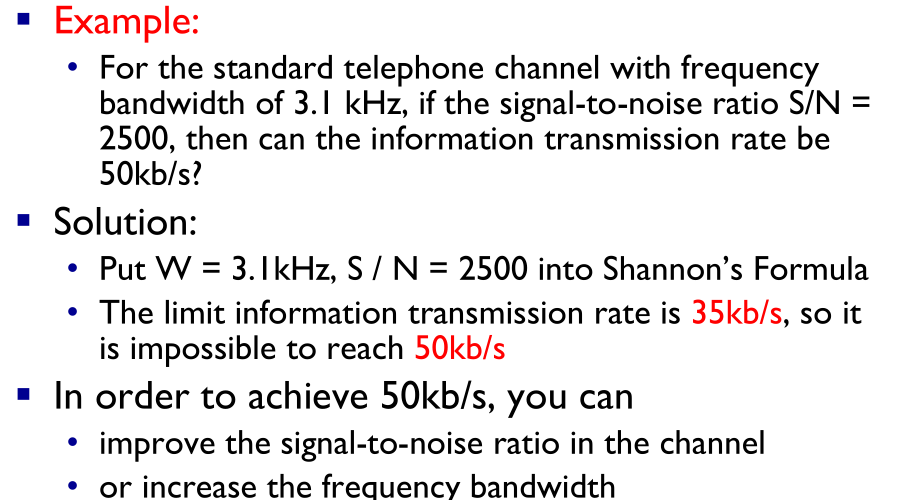 Example:
For the standard telephone channel with frequency
bandwidth of 3.1 kHz, if the signal-to-noise ratio S/N =
2500, then can the information transmission rate be
50kb/s?
Solution:
Put W = 3.1kHz, S / N = 2500 into Shannon’s Formula
The limit information transmission rate is 35kb/s, so it
is impossible to reach 50kb/s
In order to achieve 50kb/s, you can
improve the signal-to-noise ratio in the channel
or increase the frequency bandwidth